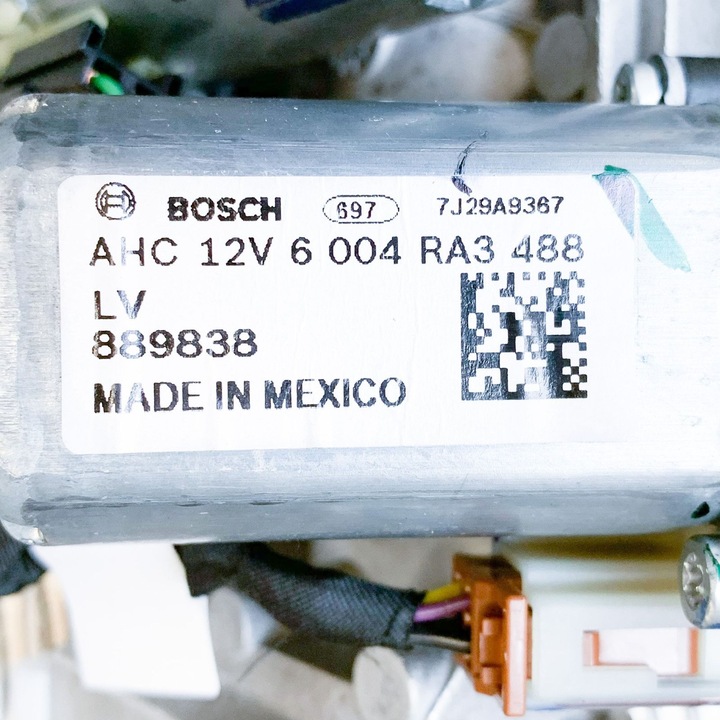 BOSCH 697 7J29A9367
AHC 12V 6 004 RA3 488
LV
889838
MADE IN MEXICO